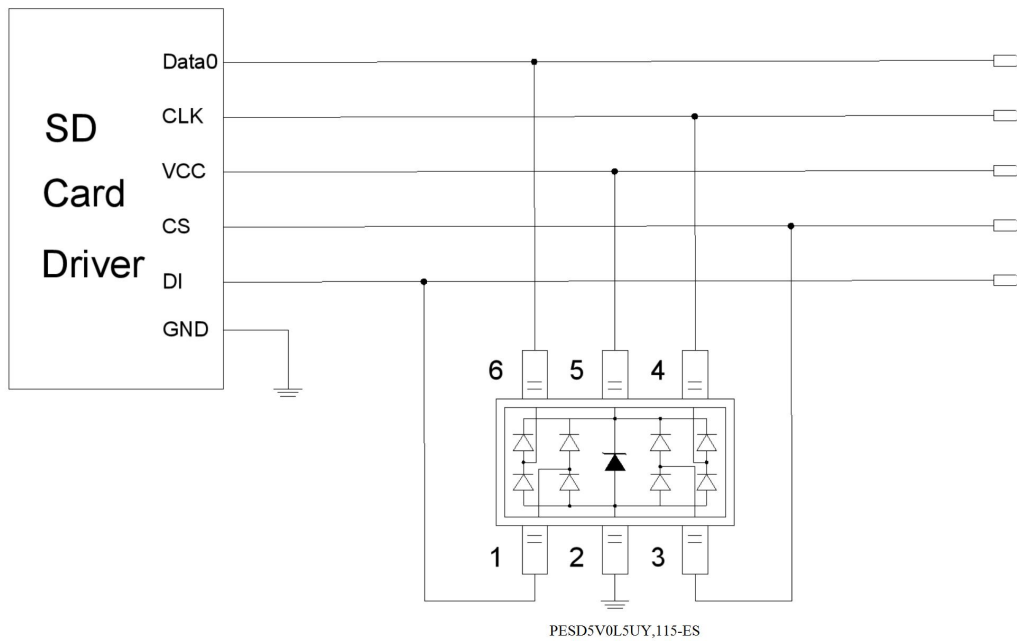 Data0
CLK
VCC
CS
DI
GND
SD
Card
Driver
6 5 4
1 2 3
PESD5V0L5UY,115-ES